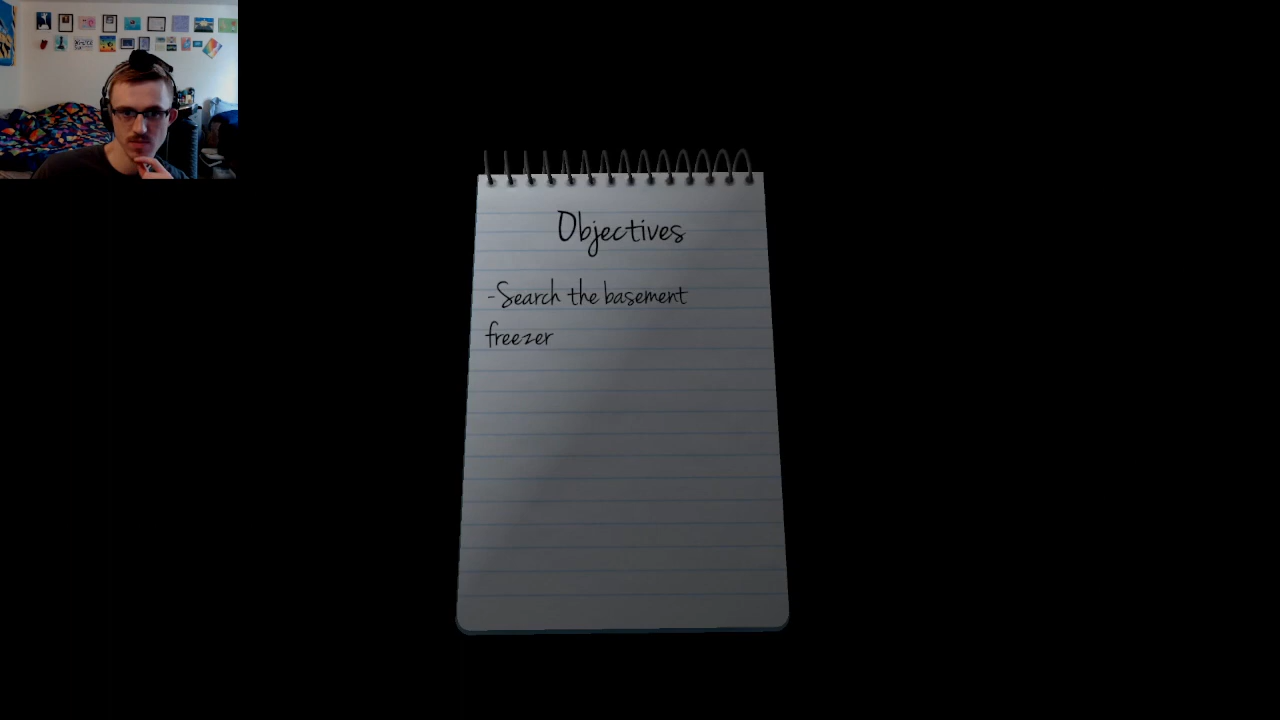 Objectives
-Search the basement
freezer